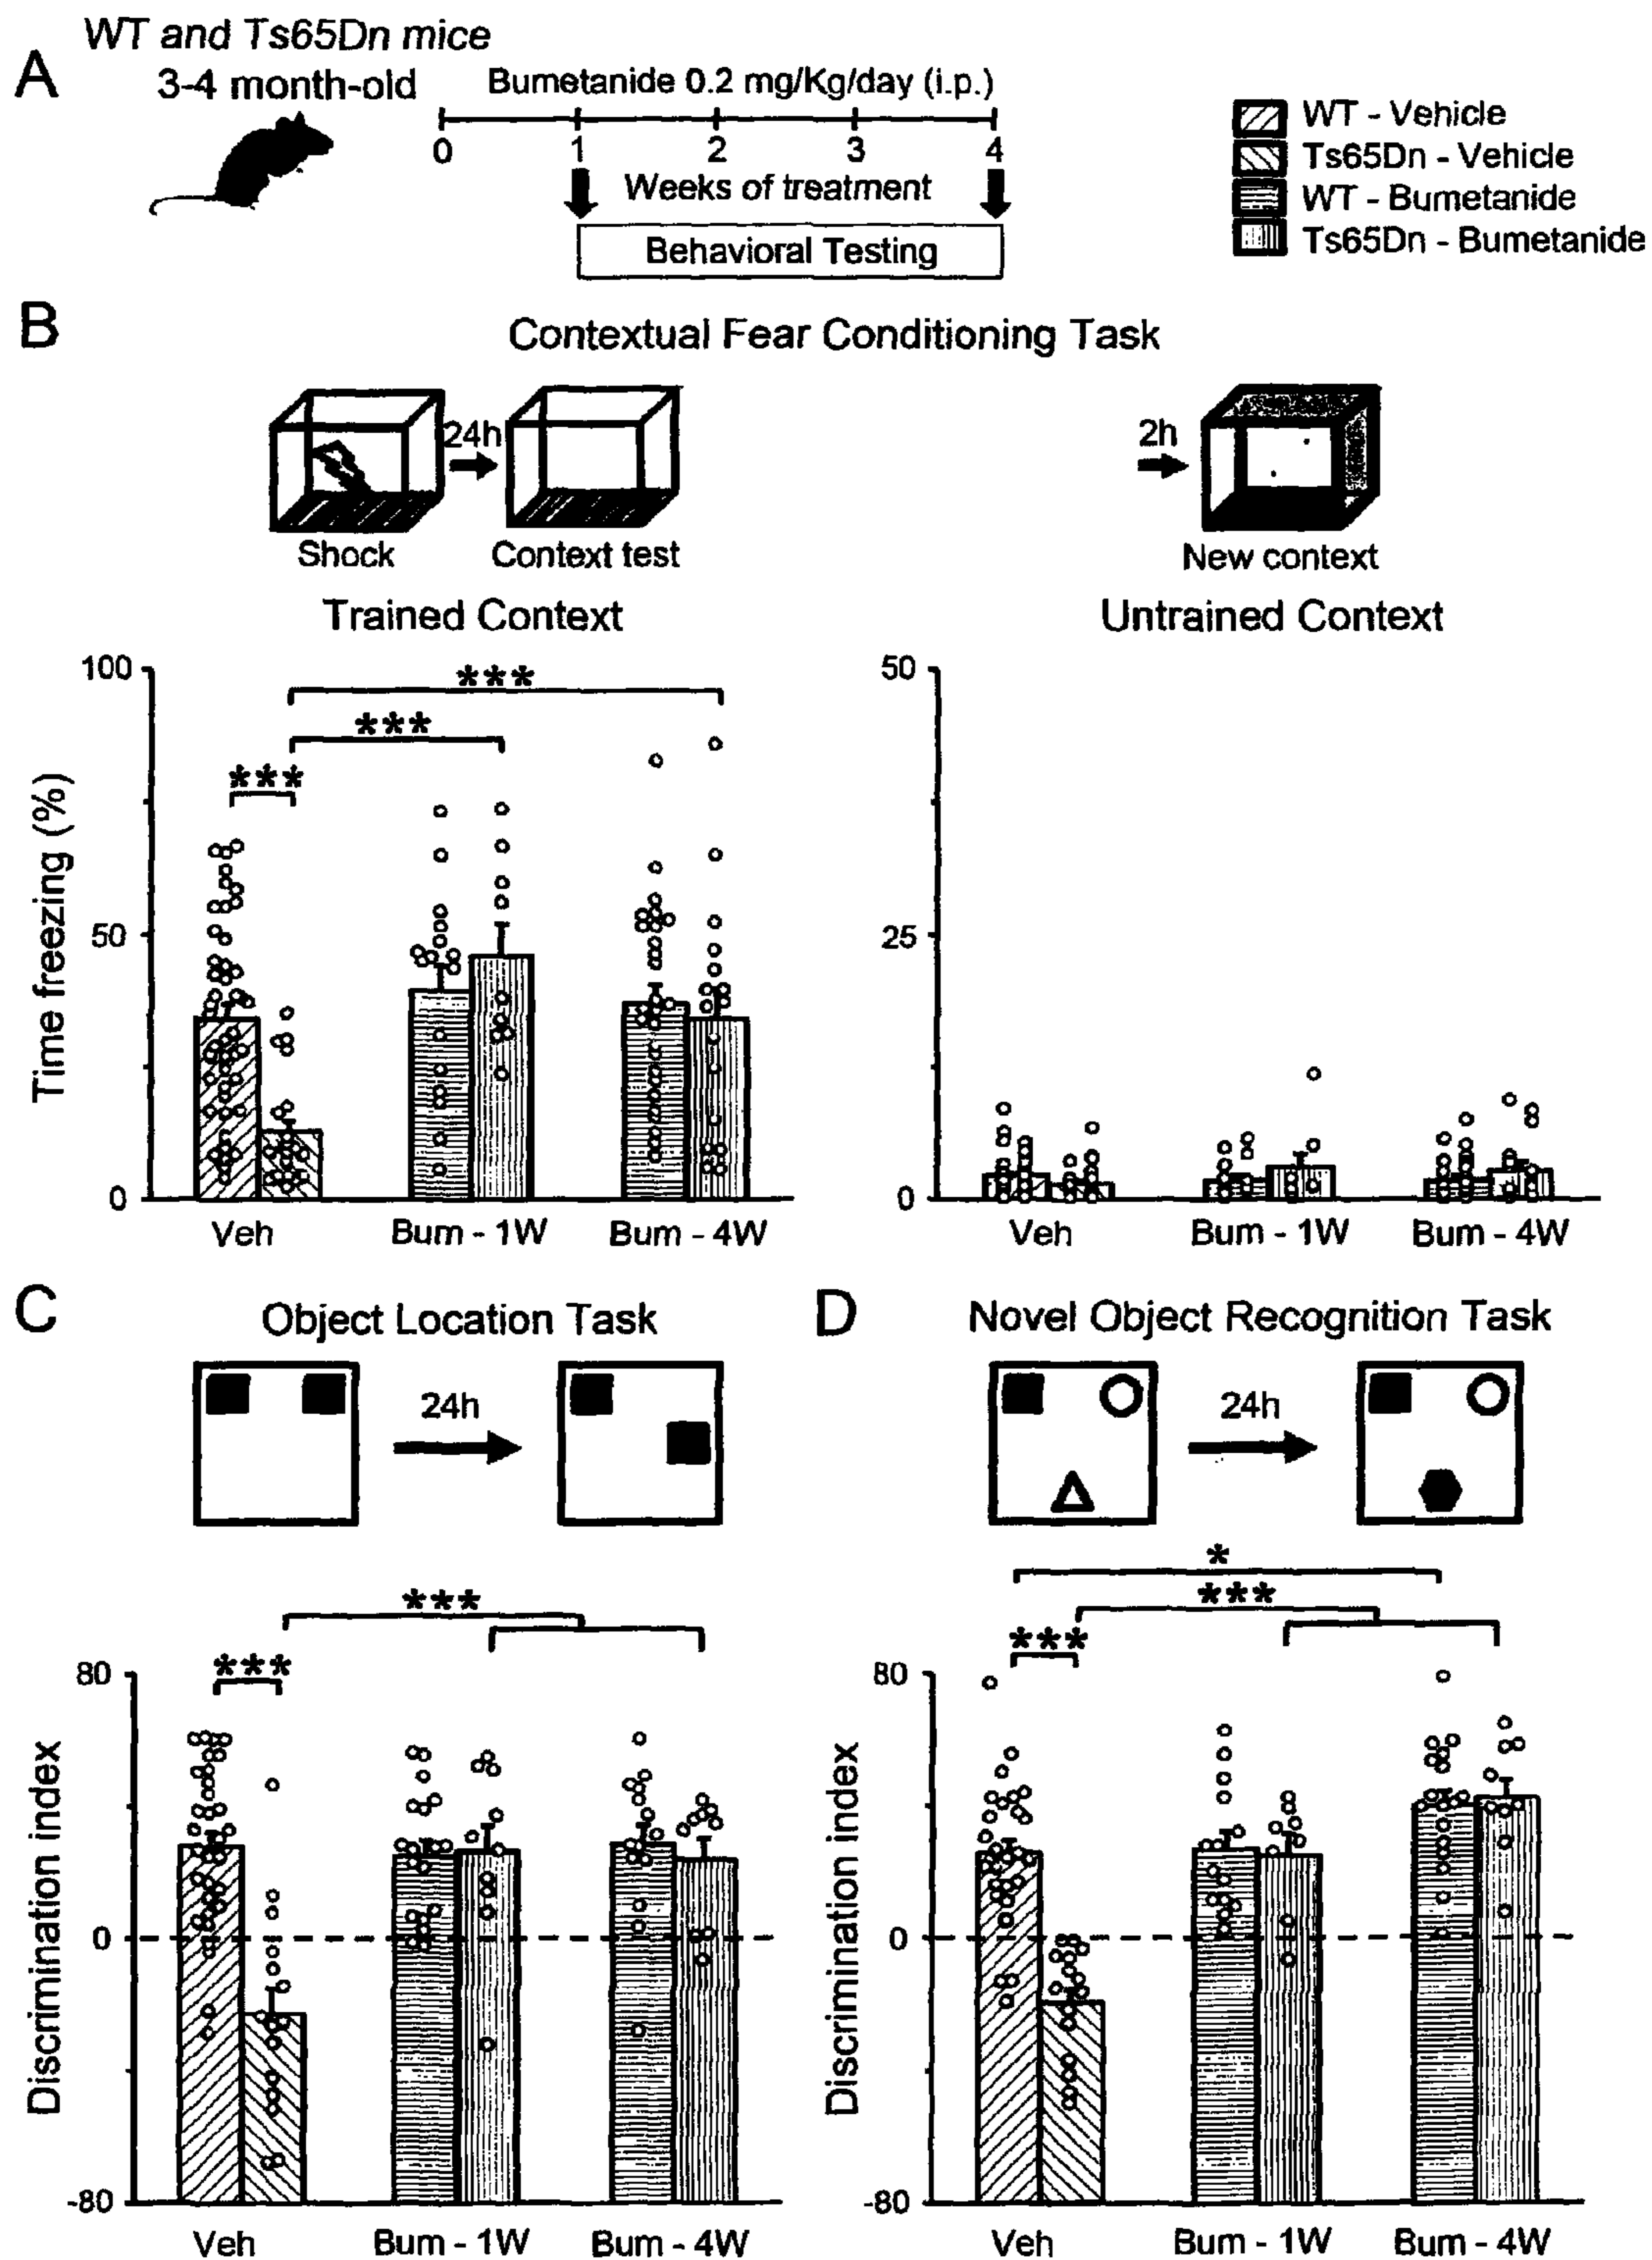 WT and Ts65Dn mice
A
3-4 month-old
Bumetanide 0.2 mg/Kg/day (i.p.)
0 1 2 3 4
Weeks of treatment
Behavioral Testing
WT - Vehicle
Ts65Dn - Vehicle
WT - Bumetanide
Ts65Dn - Bumetanide
B
Contextual Fear Conditioning Task
24h
2h
Shock
Context test
New context
Trained Context
Untrained Context
Time freezing (%)
100
50
0
***
***
***
Veh Bum - 1W Bum - 4W
50
25
0
Veh Bum - 1W Bum - 4W
C
Object Location Task
24h
***
***
Discrimination index
80
0
-80
Veh Bum - 1W Bum - 4W
D
Novel Object Recognition Task
24h
*
***
***
Discrimination index
80
0
-80
Veh Bum - 1W Bum - 4W